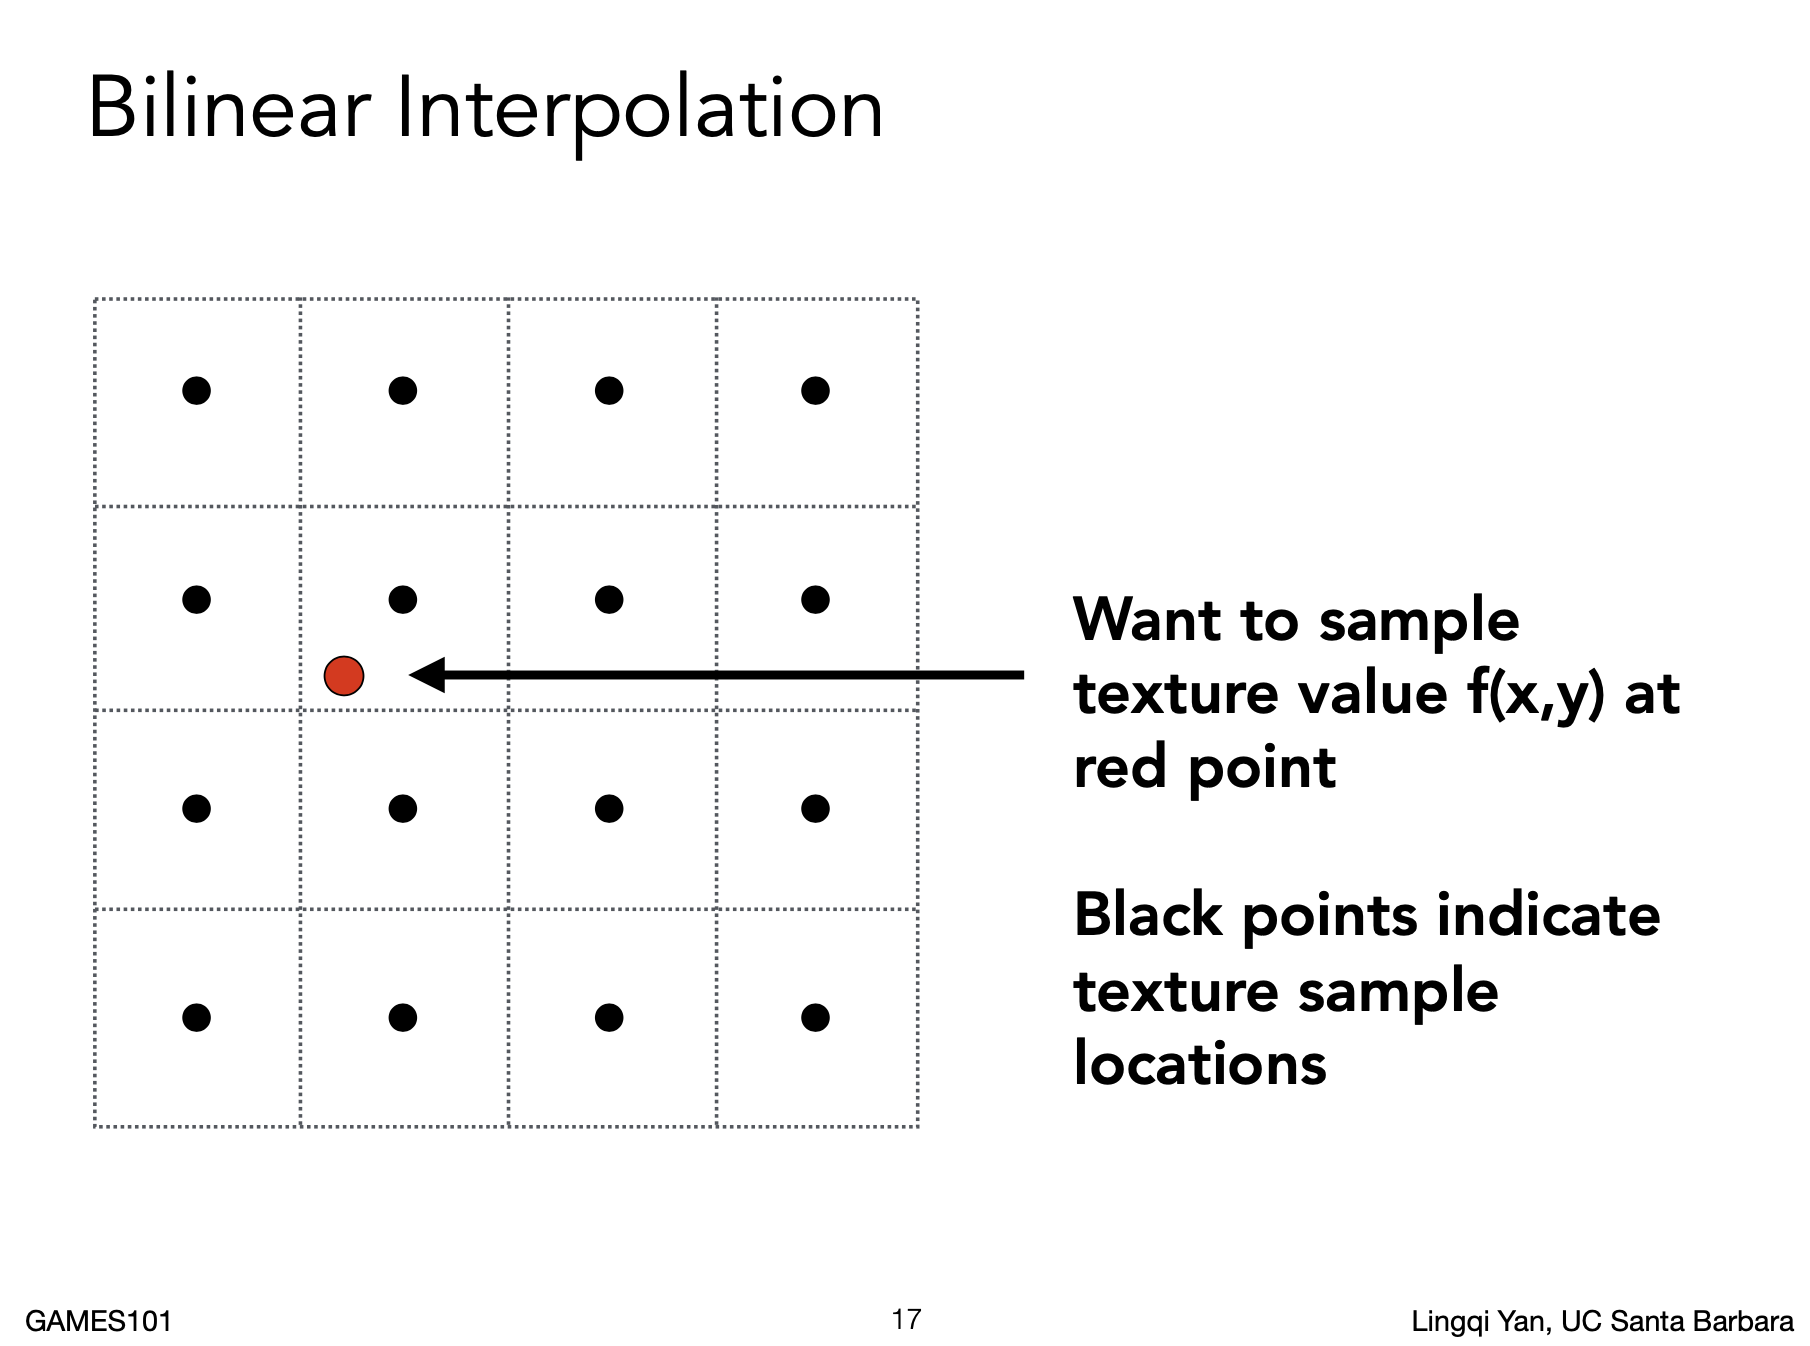 Bilinear Interpolation
Want to sample
texture value f(x,y) at
red point
Black points indicate
texture sample
locations
GAMES101
17
Lingqi Yan, UC Santa Barbara